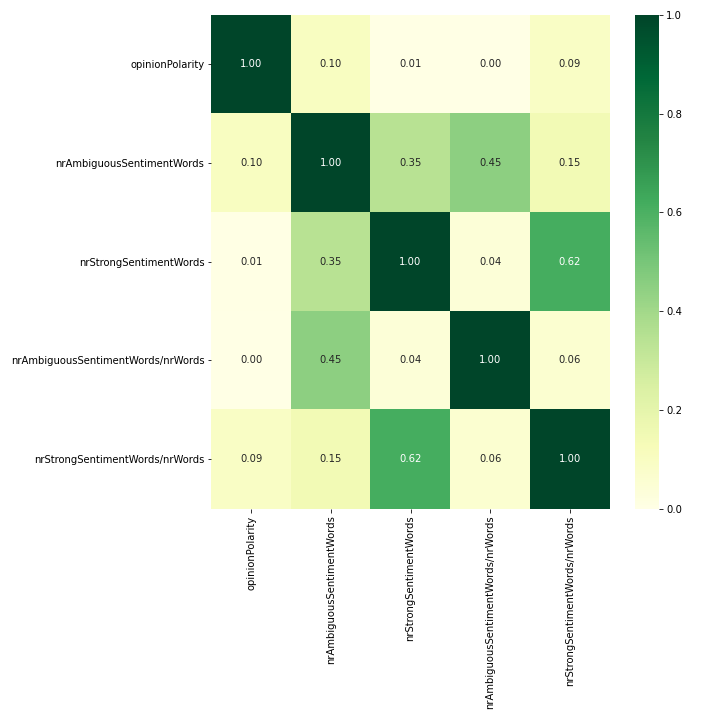 opinionPolarity 1.00 0.10 0.01 0.00 0.09
nrAmbiguousSentimentWords 0.10 1.00 0.35 0.45 0.15
nrStrongSentimentWords 0.01 0.35 1.00 0.04 0.62
nrAmbiguousSentimentWords/nrWords 0.00 0.45 0.04 1.00 0.06
nrStrongSentimentWords/nrWords 0.09 0.15 0.62 0.06 1.00
opinionPolarity
nrAmbiguousSentimentWords
nrStrongSentimentWords
nrAmbiguousSentimentWords/nrWords
nrStrongSentimentWords/nrWords
1.0
0.8
0.6
0.4
0.2
0.0